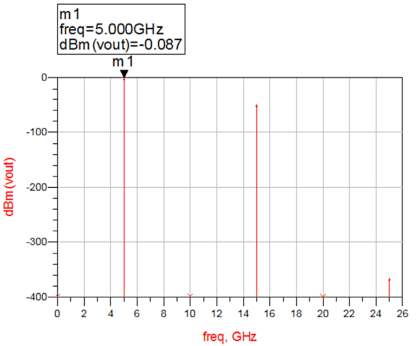 m1
freq=5.000GHz
dBm(vout)=-0.087
m1
0
-100
-200
-300
-400
dBm(vout)
0 2 4 6 8 10 12 14 16 18 20 22 24 26
freq, GHz